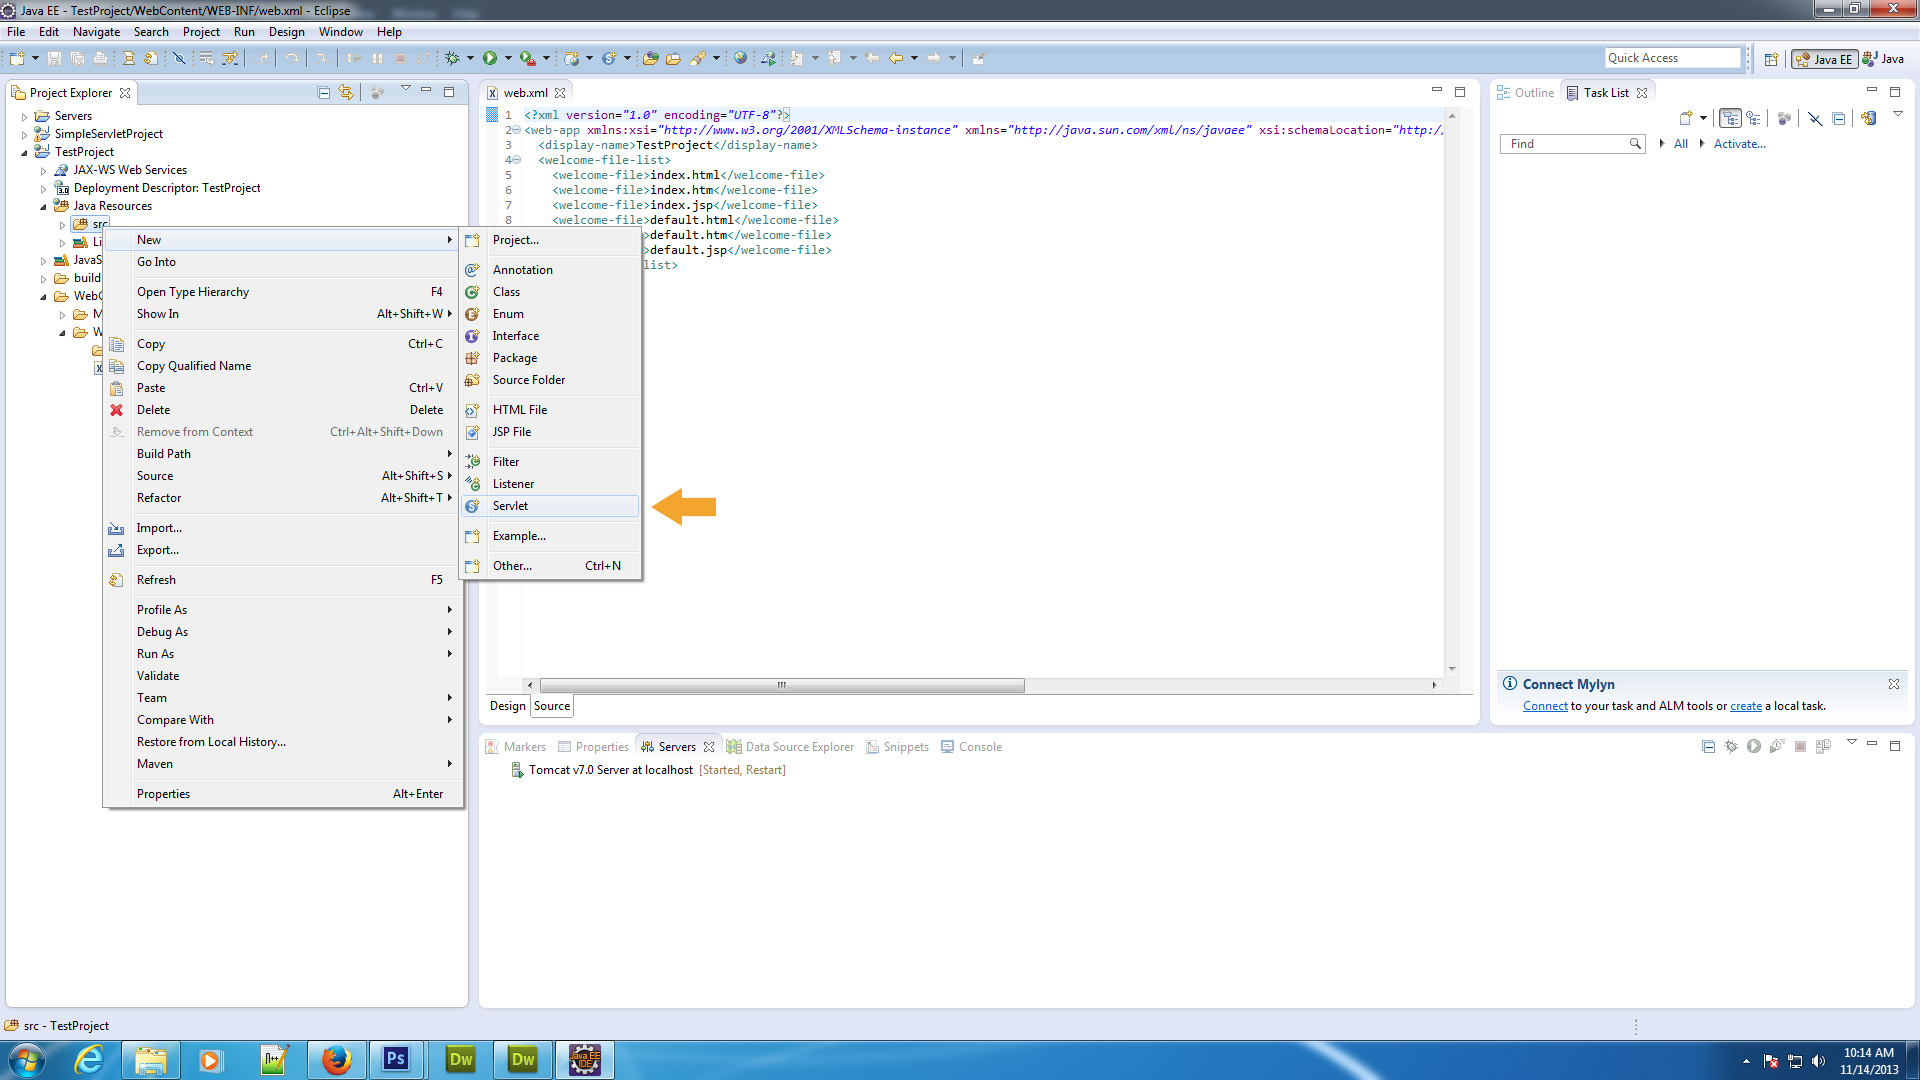 Java EE - TestProject/WebContent/WEB-INF/web.xml - Eclipse
File Edit Navigate Search Project Run Design Window Help
Quick Access
Java EE
Java
Project Explorer
Servers
SimpleServletProject
TestProject
JAX-WS Web Services
Deployment Descriptor: TestProject
3.0
Java Resources
src
Li
JavaS
build
WebC
M
W
New
Go Into
Open Type Hierarchy F4
Show In Alt+Shift+W
Copy Ctrl+C
Copy Qualified Name
Paste Ctrl+V
Delete Delete
Remove from Context Ctrl+Alt+Shift+Down
Build Path
Source Alt+Shift+S
Refactor Alt+Shift+T
Import...
Export...
Refresh F5
Profile As
Debug As
Run As
Validate
Team
Compare With
Restore from Local History...
Maven
Properties Alt+Enter
Project...
Annotation
Class
Enum
Interface
Package
Source Folder
HTML File
JSP File
Filter
Listener
Servlet
Example...
Other... Ctrl+N
web.xml
1 <?xml version="1.0" encoding="UTF-8"?>
2 <web-app xmlns:xsi="http://www.w3.org/2001/XMLSchema-instance" xmlns="http://java.sun.com/xml/ns/javaee" xsi:schemaLocation="http:/
3 <display-name>TestProject</display-name>
4 <welcome-file-list>
5 <welcome-file>index.html</welcome-file>
6 <welcome-file>index.htm</welcome-file>
7 <welcome-file>index.jsp</welcome-file>
8 <welcome-file>default.html</welcome-file>
>default.htm</welcome-file>
>default.jsp</welcome-file>
list>
Design Source
Outline Task List
Find
All
Activate...
Connect Mylyn
Connect to your task and ALM tools or create a local task.
Markers Properties Servers Data Source Explorer Snippets Console
Tomcat v7.0 Server at localhost [Started, Restart]
src - TestProject
Ps
Dw
Dw
Java EE
IDE
10:14 AM
11/14/2013